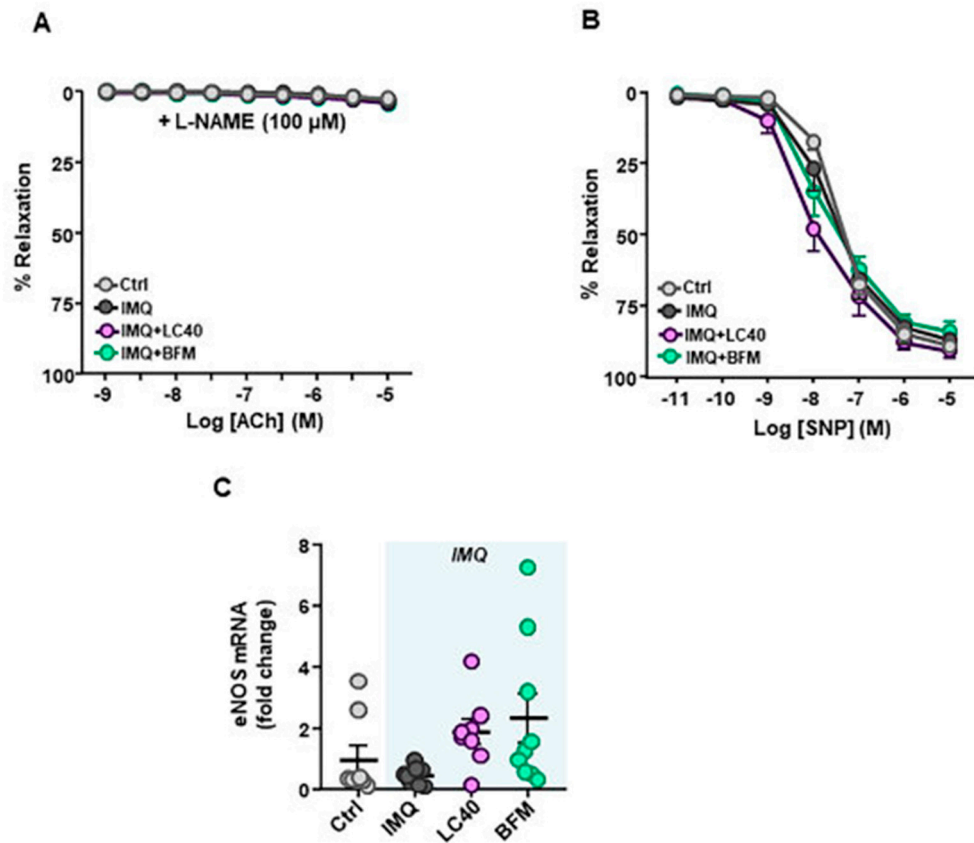 A
0
25
50
75
100
% Relaxation
+ L-NAME (100 µM)
Ctrl
IMQ
IMQ+LC40
IMQ+BFM
-9 -8 -7 -6 -5
Log [ACh] (M)
B
0
25
50
75
100
% Relaxation
Ctrl
IMQ
IMQ+LC40
IMQ+BFM
-11 -10 -9 -8 -7 -6 -5
Log [SNP] (M)
C
8
6
4
2
0
eNOS mRNA
(fold change)
IMQ
Ctrl IMQ LC40 BFM